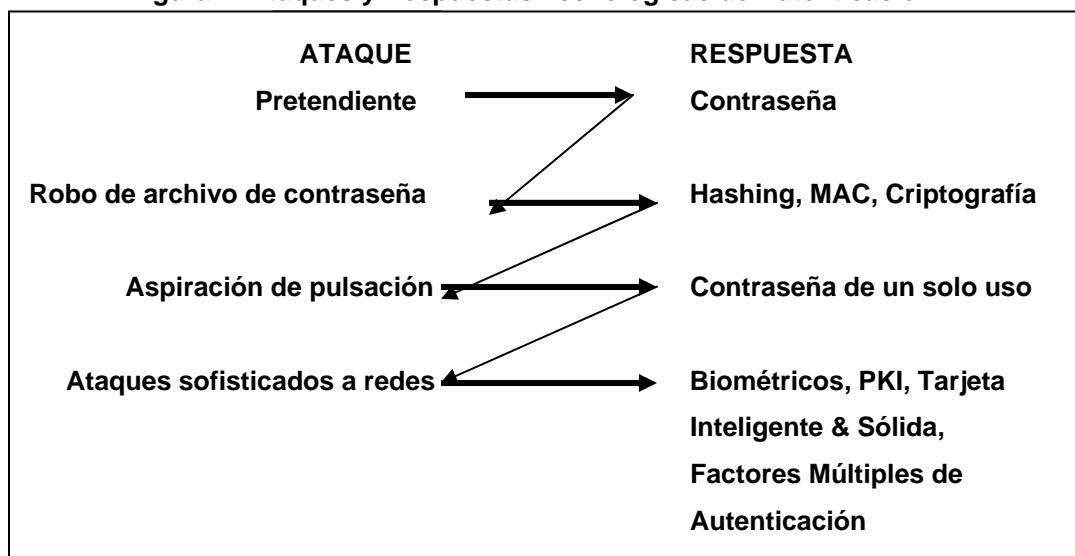 ATAQUE RESPUESTA
Pretendiente Contraseña
Robo de archivo de contraseña Hashing, MAC, Criptografía
Aspiración de pulsación Contraseña de un solo uso
Ataques sofisticados a redes Biométricos, PKI, Tarjeta
Inteligente & Sólida,
Factores Múltiples de
Autenticación